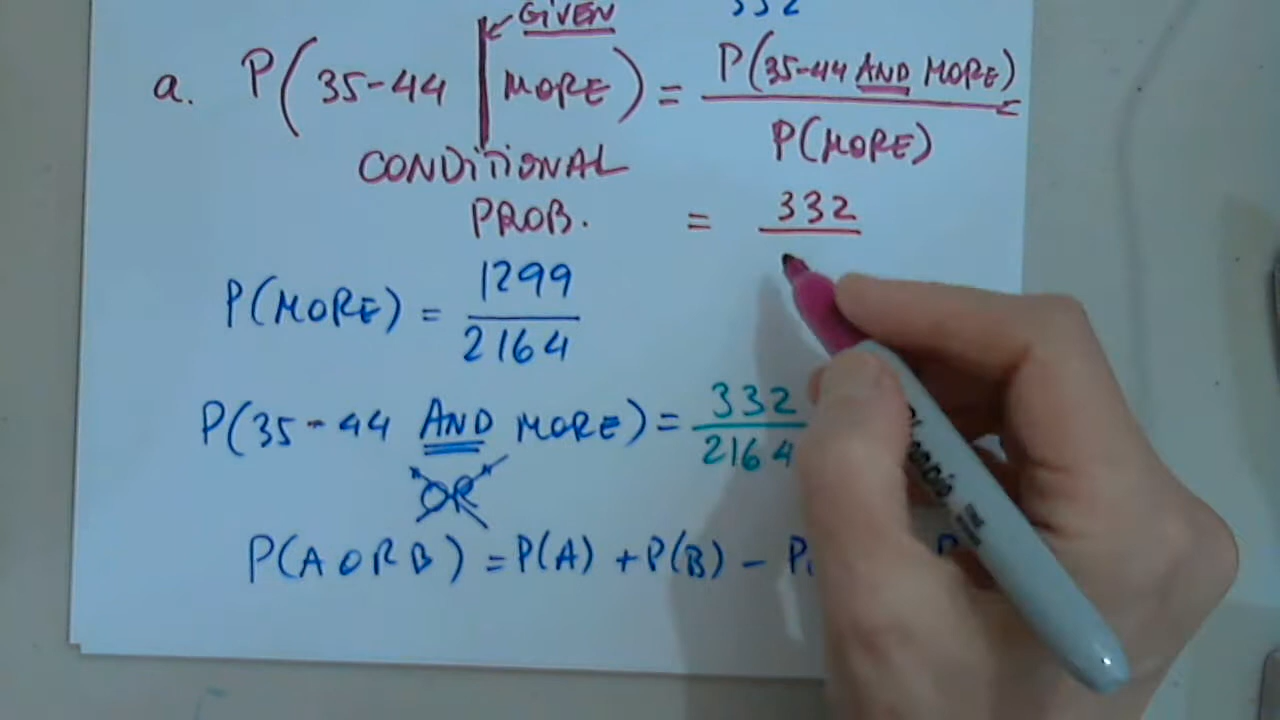 GIVEN
332
a. P(35-44 | MORE) = P(35-44 AND MORE)
P(MORE)
CONDITIONAL
PROB. = 332
P(MORE) = 1299
2164
P(35-44 AND MORE) = 332
2164
OR
P(A OR B) = P(A) + P(B) - P